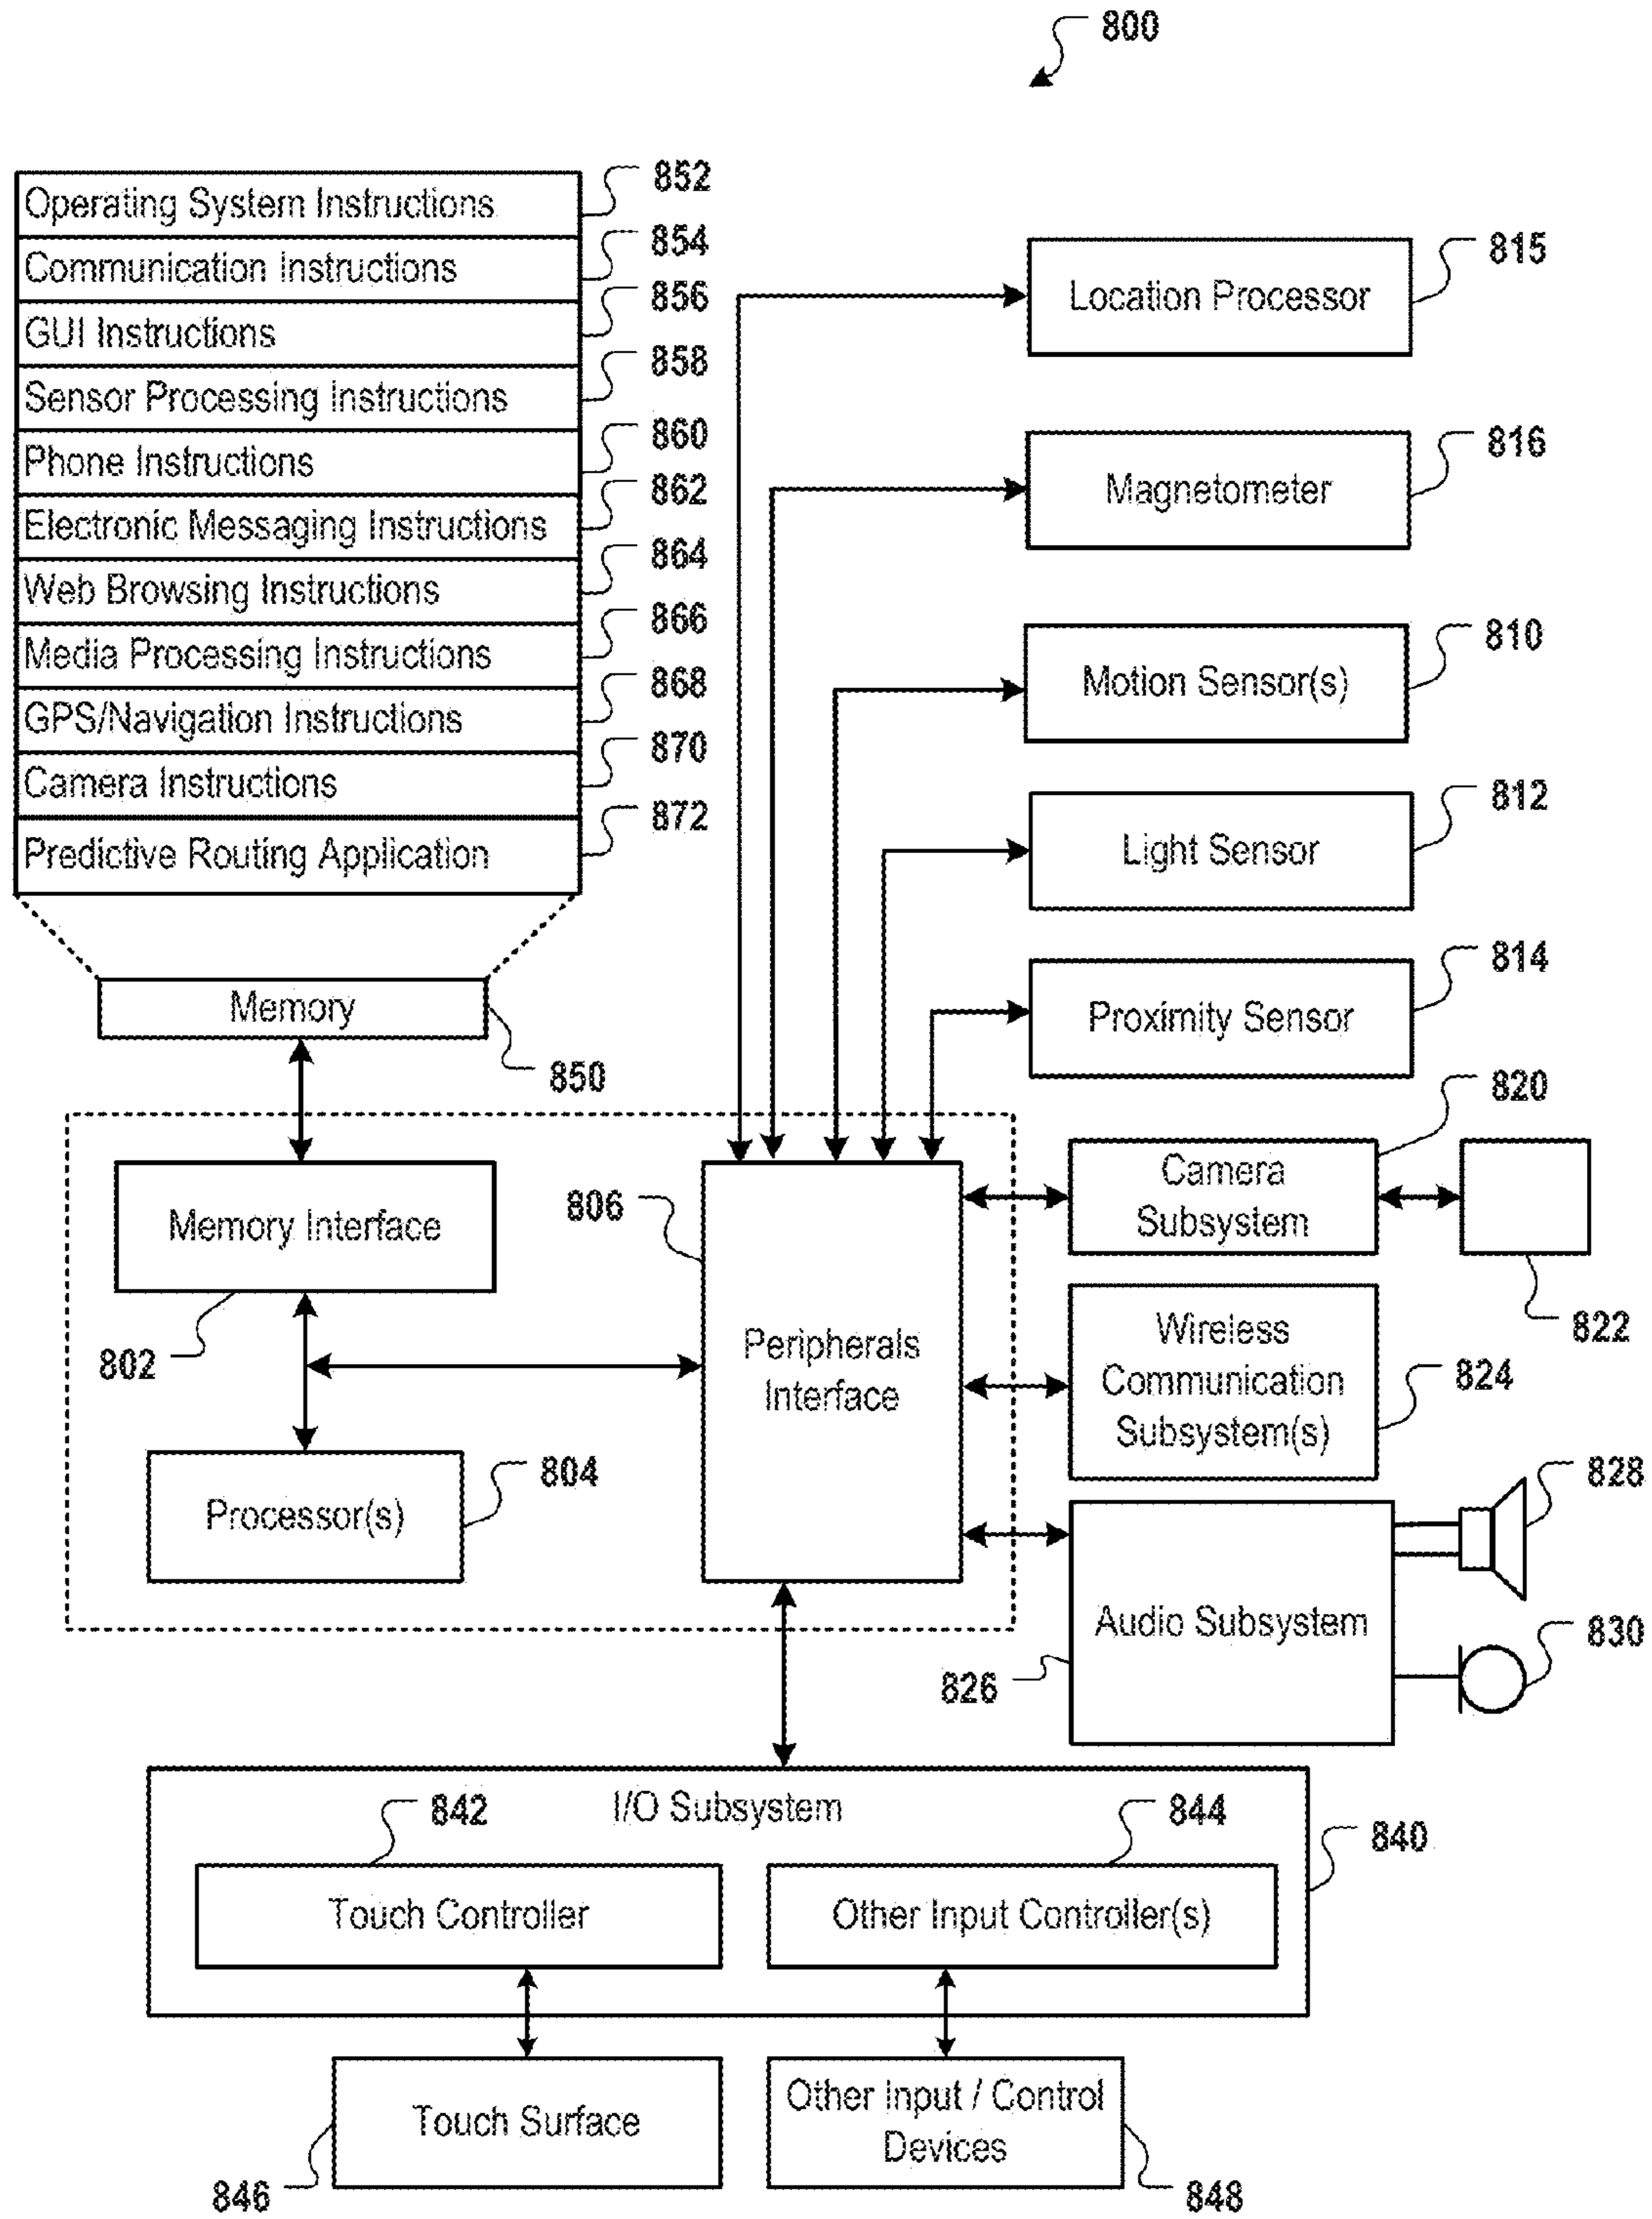 800
Operating System Instructions
852
Communication Instructions
854
GUI Instructions
856
Sensor Processing Instructions
858
Phone Instructions
860
Electronic Messaging Instructions
862
Web Browsing Instructions
864
Media Processing Instructions
866
GPS/Navigation Instructions
868
Camera Instructions
870
Predictive Routing Application
872
Memory
850
Location Processor
815
Magnetometer
816
Motion Sensor(s)
810
Light Sensor
812
Proximity Sensor
814
Memory Interface
802
Processor(s)
804
806
Peripherals
Interface
Camera
Subsystem
820
822
Wireless
Communication
Subsystem(s)
824
Audio Subsystem
826
828
830
I/O Subsystem
840
842
Touch Controller
844
Other Input Controller(s)
Touch Surface
846
Other Input / Control
Devices
848